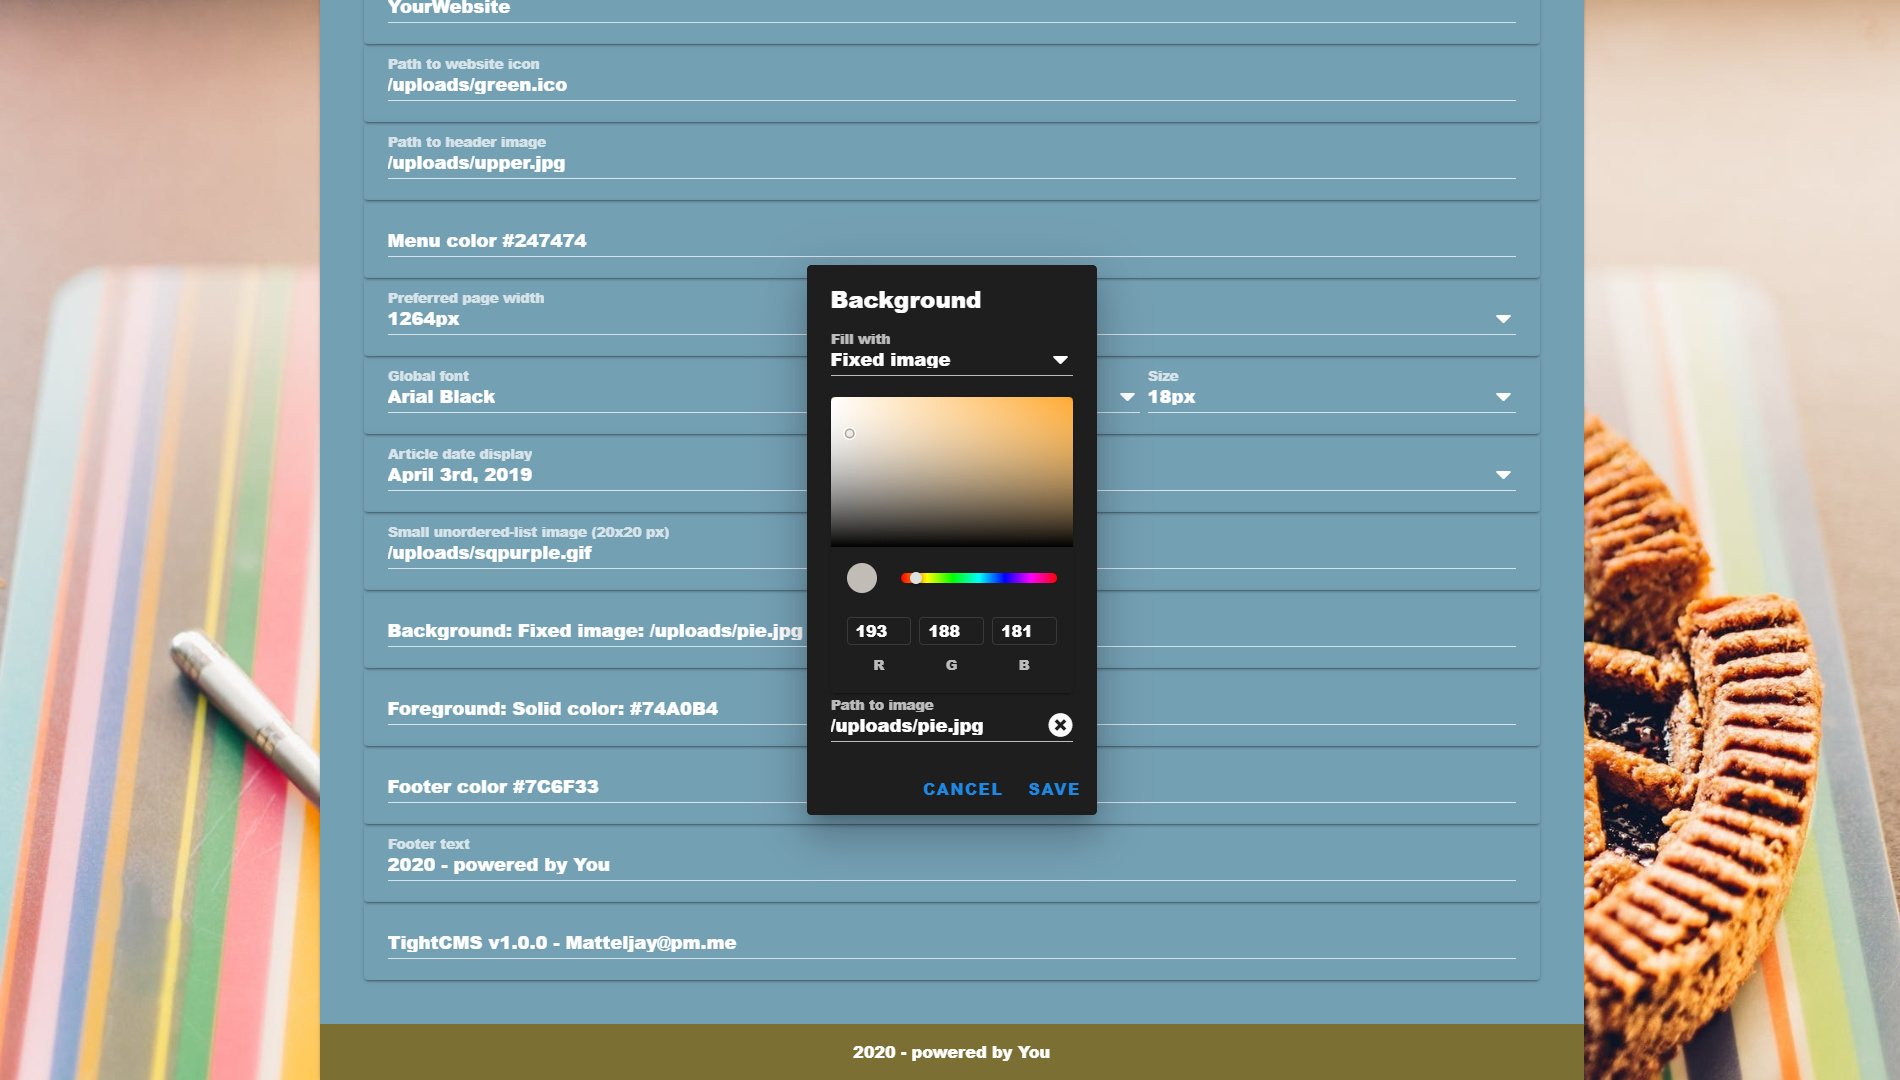 YourWebsite
Path to website icon
/uploads/green.ico
Path to header image
/uploads/upper.jpg
Menu color #247474
Preferred page width
1264px
Global font
Arial Black
Size
18px
Article date display
April 3rd, 2019
Small unordered-list image (20x20 px)
/uploads/sqpurple.gif
Background: Fixed image: /uploads/pie.jpg
Foreground: Solid color: #74A0B4
Footer color #7C6F33
Footer text
2020 - powered by You
TightCMS v1.0.0 - Matteljay@pm.me
Background
Fill with
Fixed image
193 188 181
R G B
Path to image
/uploads/pie.jpg
CANCEL SAVE
2020 - powered by You